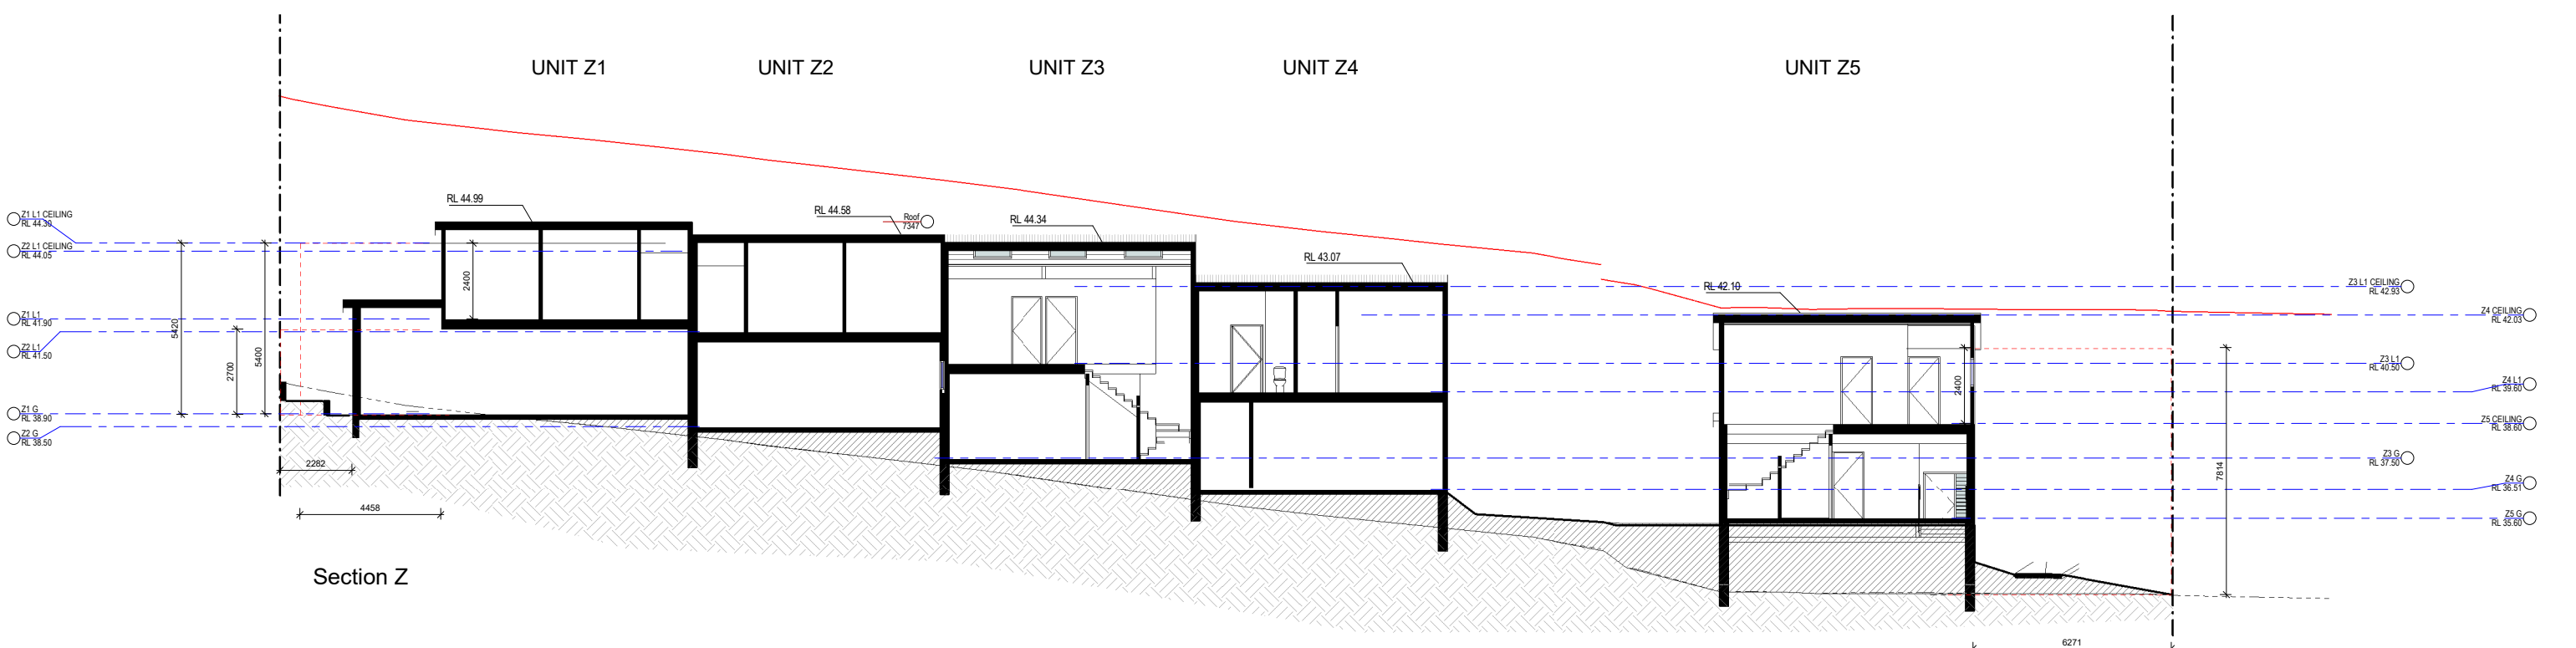 UNIT Z1
UNIT Z2
UNIT Z3
UNIT Z4
UNIT Z5
RL 44.99
RL 44.58
Roof
7347
RL 44.34
RL 43.07
RL 42.10
Z1 L1 CEILING
RL 44.30
Z2 L1 CEILING
RL 44.05
Z1 L1
RL 41.90
Z2 L1
RL 41.50
Z1 G
RL 38.90
Z2 G
RL 38.50
5420
2700
5400
2400
2282
4458
Z3 L1 CEILING
RL 42.93
Z4 CEILING
RL 42.03
Z3 L1
RL 40.50
Z4 L1
RL 39.60
Z5 CEILING
RL 38.60
Z3 G
RL 37.50
Z4 G
RL 36.51
Z5 G
RL 35.60
2400
7814
6271
Section Z